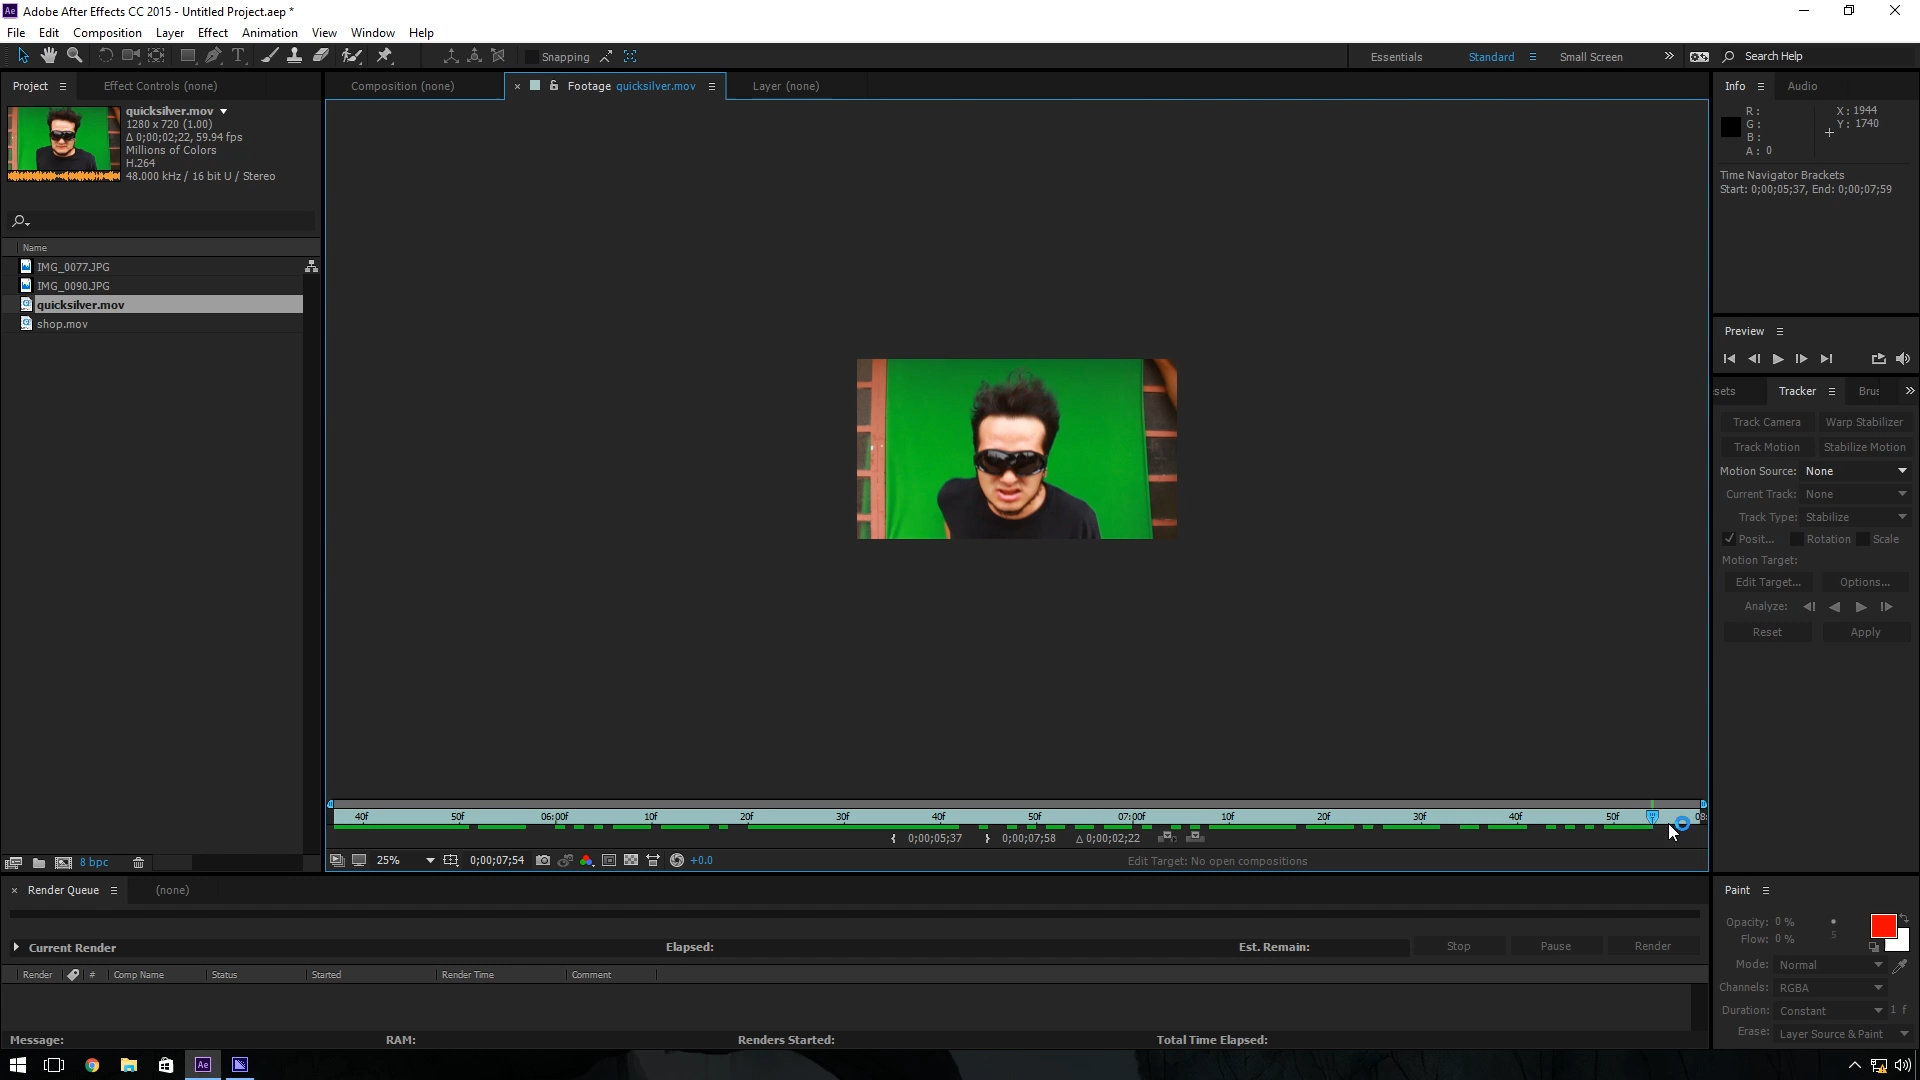 Adobe After Effects CC 2015 - Untitled Project.aep *
File Edit Composition Layer Effect Animation View Window Help
Snapping Essentials Standard Small Screen Search Help
Project Effect Controls (none) Composition (none) Footage quicksilver.mov Layer (none) Info Audio
quicksilver.mov
1280 x 720 (1.00)
Δ 0;00;02;22, 59.94 fps
Millions of Colors
H.264
48.000 kHz / 16 bit U / Stereo
R: X: 1944
G: Y: 1740
B:
A: 0
Time Navigator Brackets
Start: 0;00;05;37, End: 0;00;07;59
Name
IMG_0077.JPG
IMG_0090.JPG
quicksilver.mov
shop.mov
Preview
sets Tracker Brus
Track Camera Warp Stabilizer
Track Motion Stabilize Motion
Motion Source: None
Current Track: None
Track Type: Stabilize
Posit... Rotation Scale
Motion Target:
Edit Target... Options...
Analyze:
Reset Apply
40f 50f 06:00f 10f 20f 30f 40f 50f 07:00f 10f 20f 30f 40f 50f 08:
{ 0;00;05;37 } 0;00;07;58 Δ 0;00;02;22
8 bpc 25% 0;00;07;54 +0.0 Edit Target: No open compositions
Render Queue (none)
Current Render Elapsed: Est. Remain: Stop Pause Render
Render # Comp Name Status Started Render Time Comment
Message: RAM: Renders Started: Total Time Elapsed:
Paint
Opacity: 0 %
Flow: 0 % 5
Mode: Normal
Channels: RGBA
Duration: Constant 1 f
Erase: Layer Source & Paint
Ae